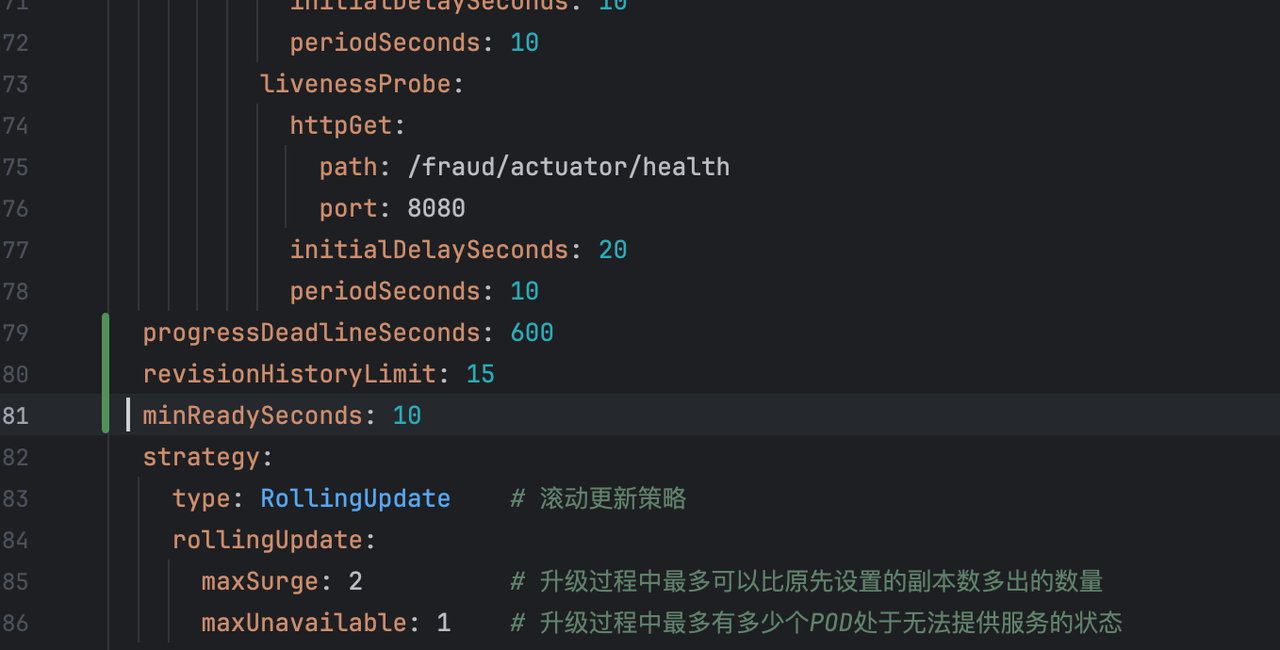 71 initialDelaySeconds: 10
72 periodSeconds: 10
73 livenessProbe:
74 httpGet:
75 path: /fraud/actuator/health
76 port: 8080
77 initialDelaySeconds: 20
78 periodSeconds: 10
79 progressDeadlineSeconds: 600
80 revisionHistoryLimit: 15
81 minReadySeconds: 10
82 strategy:
83 type: RollingUpdate # 滚动更新策略
84 rollingUpdate:
85 maxSurge: 2 # 升级过程中最多可以比原先设置的副本数多出的数量
86 maxUnavailable: 1 # 升级过程中最多有多少个POD处于无法提供服务的状态